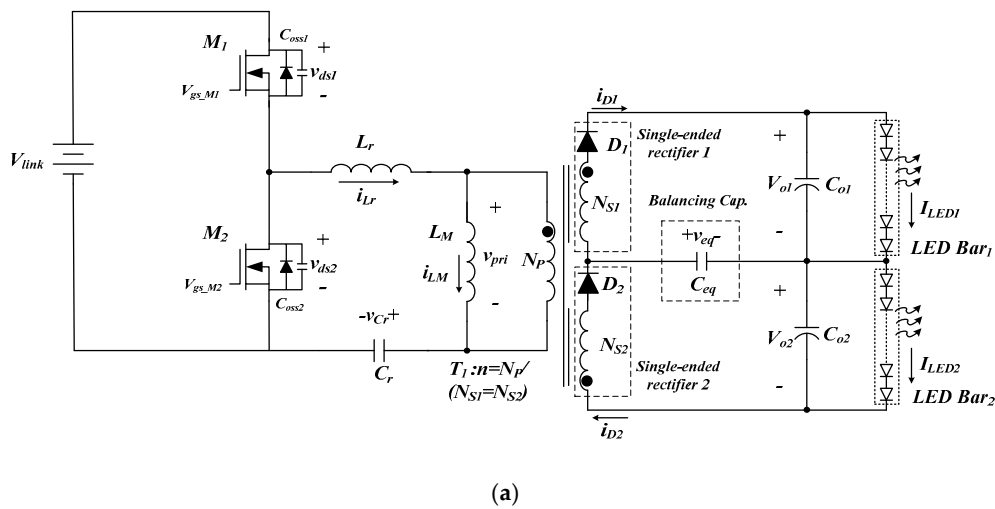 M1
Coss1
+
vds1
-
Vgs_M1
Vlink
Lr
iLr
M2
+
vds2
-
Vgs_M2
Coss2
-vCr+
Cr
LM
iLM
+
vpri
-
NP
T1 :n=NP/
(NS1=NS2)
iD1
D1
Single-ended
rectifier 1
NS1
Balancing Cap.
+veq-
Ceq
D2
NS2
Single-ended
rectifier 2
iD2
+
Vo1
-
Co1
ILED1
LED Bar1
+
Vo2
-
Co2
ILED2
LED Bar2
(a)